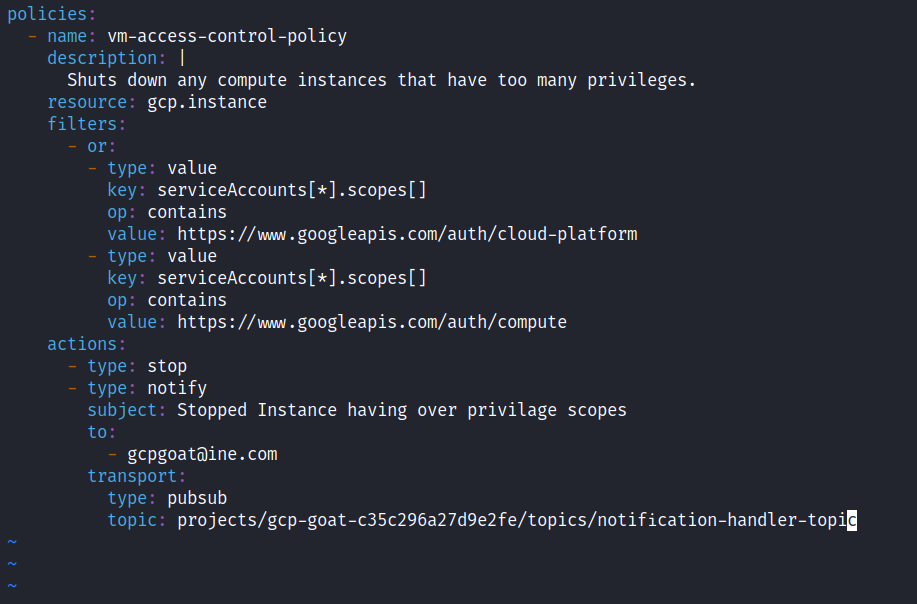 policies:
  - name: vm-access-control-policy
    description: |
      Shuts down any compute instances that have too many privileges.
    resource: gcp.instance
    filters:
      - or:
        - type: value
          key: serviceAccounts[*].scopes[]
          op: contains
          value: https://www.googleapis.com/auth/cloud-platform
        - type: value
          key: serviceAccounts[*].scopes[]
          op: contains
          value: https://www.googleapis.com/auth/compute
    actions:
      - type: stop
      - type: notify
        subject: Stopped Instance having over privilage scopes
        to:
          - gcpgoat@ine.com
        transport:
          type: pubsub
          topic: projects/gcp-goat-c35c296a27d9e2fe/topics/notification-handler-topic
~
~
~